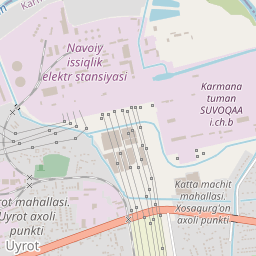 Karn
Navoiy
issiqlik
elektr stansiyasi
Karmana
tuman
SUVOQAA
i.ch.b
Katta machit
mahallasi.
Xosaqurg'on
axoli punkti
rot mahallasi.
Uyrot axoli
punkti
Uyrot